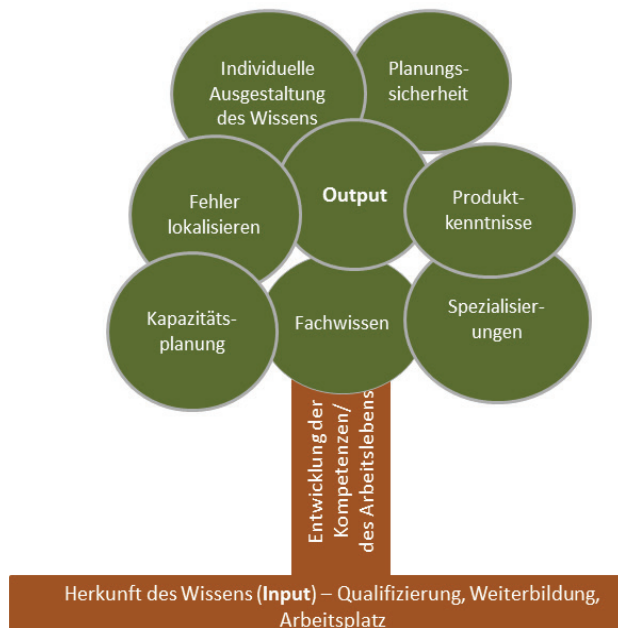 Individuelle
Ausgestaltung
des Wissens
Planungs-
sicherheit
Fehler
lokalisieren
Output
Produkt-
kenntnisse
Kapazitäts-
planung
Fachwissen
Spezialisier-
ungen
Entwicklung der
Kompetenzen/
des Arbeitslebens
Herkunft des Wissens (Input) – Qualifizierung, Weiterbildung,
Arbeitsplatz